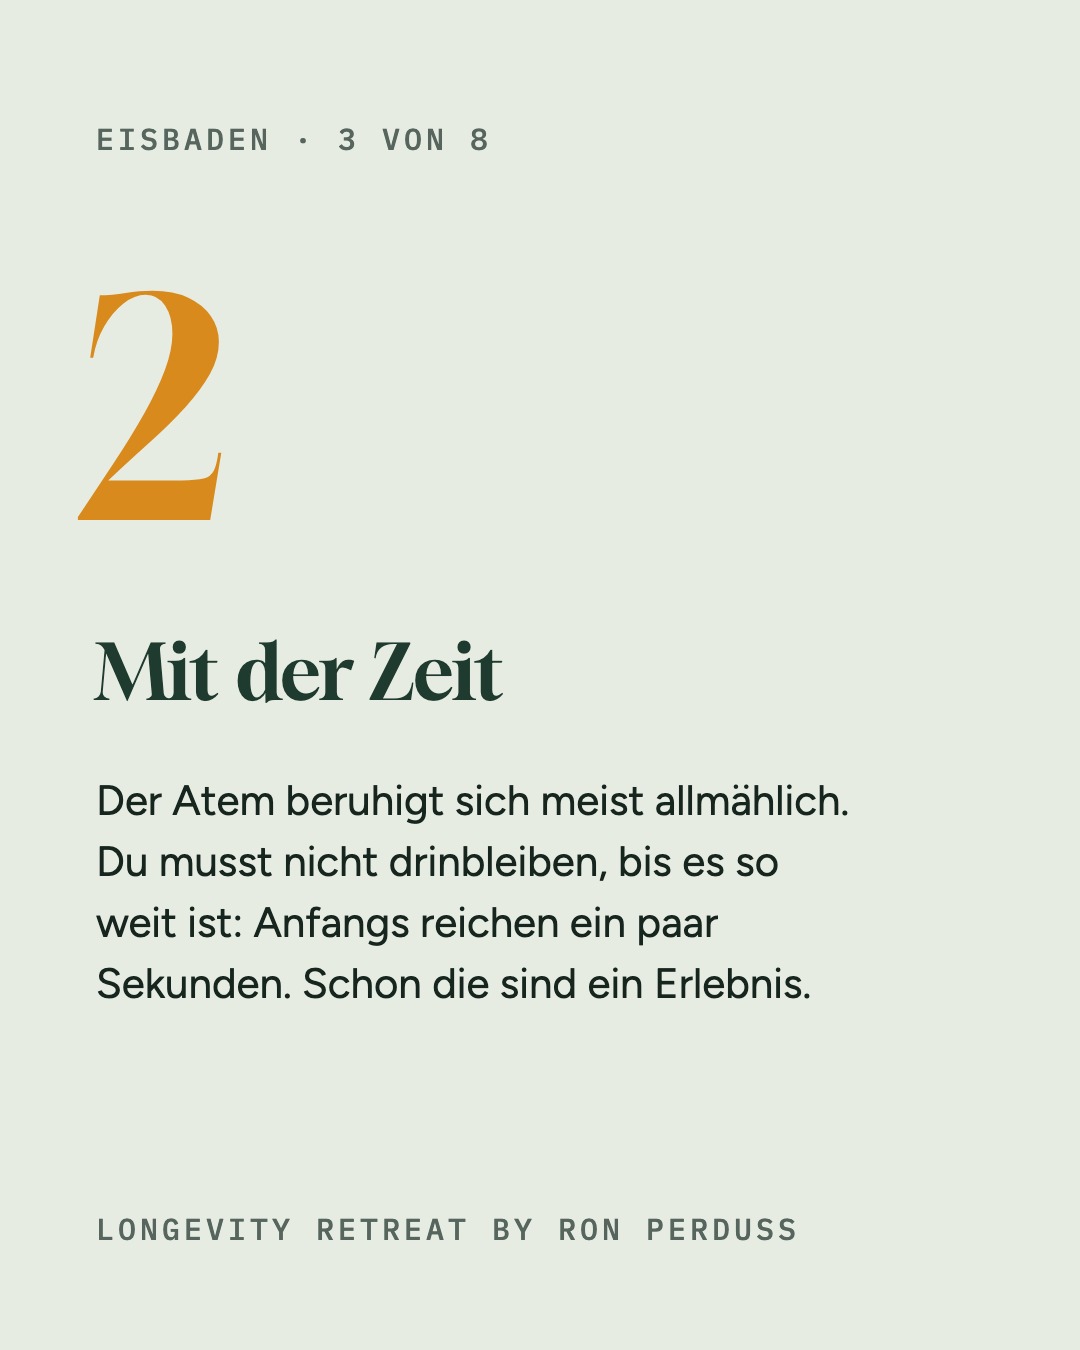 EISBADEN · 3 VON 8
2
Mit der Zeit
Der Atem beruhigt sich meist allmählich.
Du musst nicht drinbleiben, bis es so
weit ist: Anfangs reichen ein paar
Sekunden. Schon die sind ein Erlebnis.
LONGEVITY RETREAT BY RON PERDUSS